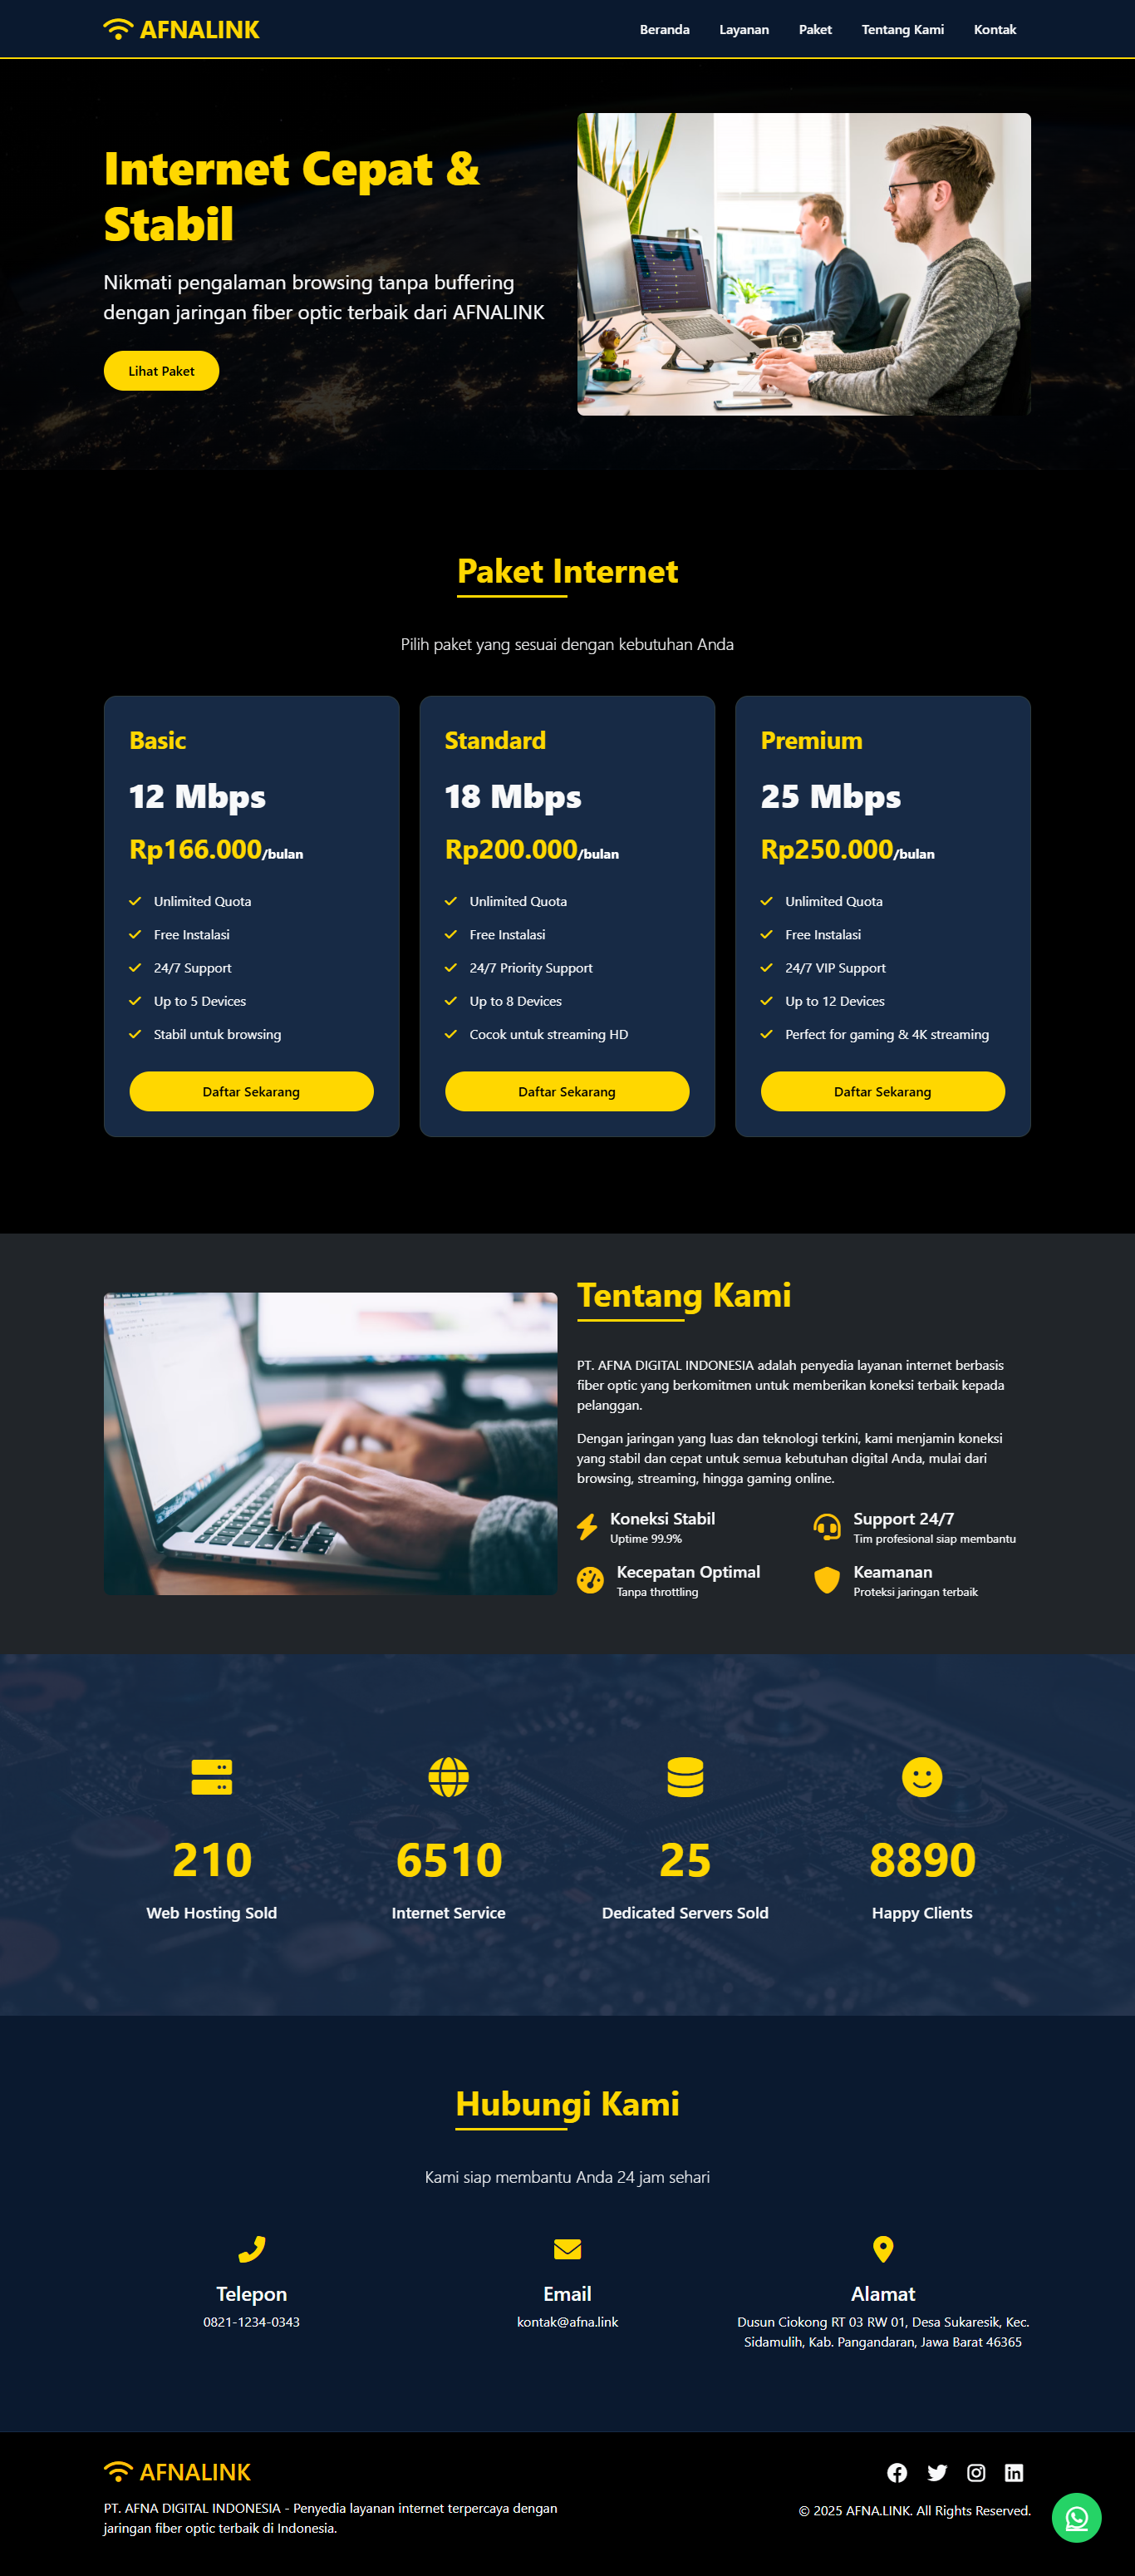 AFNALINK
Beranda Layanan Paket Tentang Kami Kontak
Internet Cepat &
Stabil
Nikmati pengalaman browsing tanpa buffering
dengan jaringan fiber optic terbaik dari AFNALINK
Lihat Paket
Paket Internet
Pilih paket yang sesuai dengan kebutuhan Anda
Basic
12 Mbps
Rp166.000/bulan
Unlimited Quota
Free Instalasi
24/7 Support
Up to 5 Devices
Stabil untuk browsing
Daftar Sekarang
Standard
18 Mbps
Rp200.000/bulan
Unlimited Quota
Free Instalasi
24/7 Priority Support
Up to 8 Devices
Cocok untuk streaming HD
Daftar Sekarang
Premium
25 Mbps
Rp250.000/bulan
Unlimited Quota
Free Instalasi
24/7 VIP Support
Up to 12 Devices
Perfect for gaming & 4K streaming
Daftar Sekarang
Tentang Kami
PT. AFNA DIGITAL INDONESIA adalah penyedia layanan internet berbasis
fiber optic yang berkomitmen untuk memberikan koneksi terbaik kepada
pelanggan.
Dengan jaringan yang luas dan teknologi terkini, kami menjamin koneksi
yang stabil dan cepat untuk semua kebutuhan digital Anda, mulai dari
browsing, streaming, hingga gaming online.
Koneksi Stabil
Uptime 99.9%
Support 24/7
Tim profesional siap membantu
Kecepatan Optimal
Tanpa throttling
Keamanan
Proteksi jaringan terbaik
210
Web Hosting Sold
6510
Internet Service
25
Dedicated Servers Sold
8890
Happy Clients
Hubungi Kami
Kami siap membantu Anda 24 jam sehari
Telepon
0821-1234-0343
Email
kontak@afna.link
Alamat
Dusun Ciokong RT 03 RW 01, Desa Sukaresik, Kec.
Sidamulih, Kab. Pangandaran, Jawa Barat 46365
AFNALINK
PT. AFNA DIGITAL INDONESIA - Penyedia layanan internet terpercaya dengan
jaringan fiber optic terbaik di Indonesia.
© 2025 AFNA.LINK. All Rights Reserved.